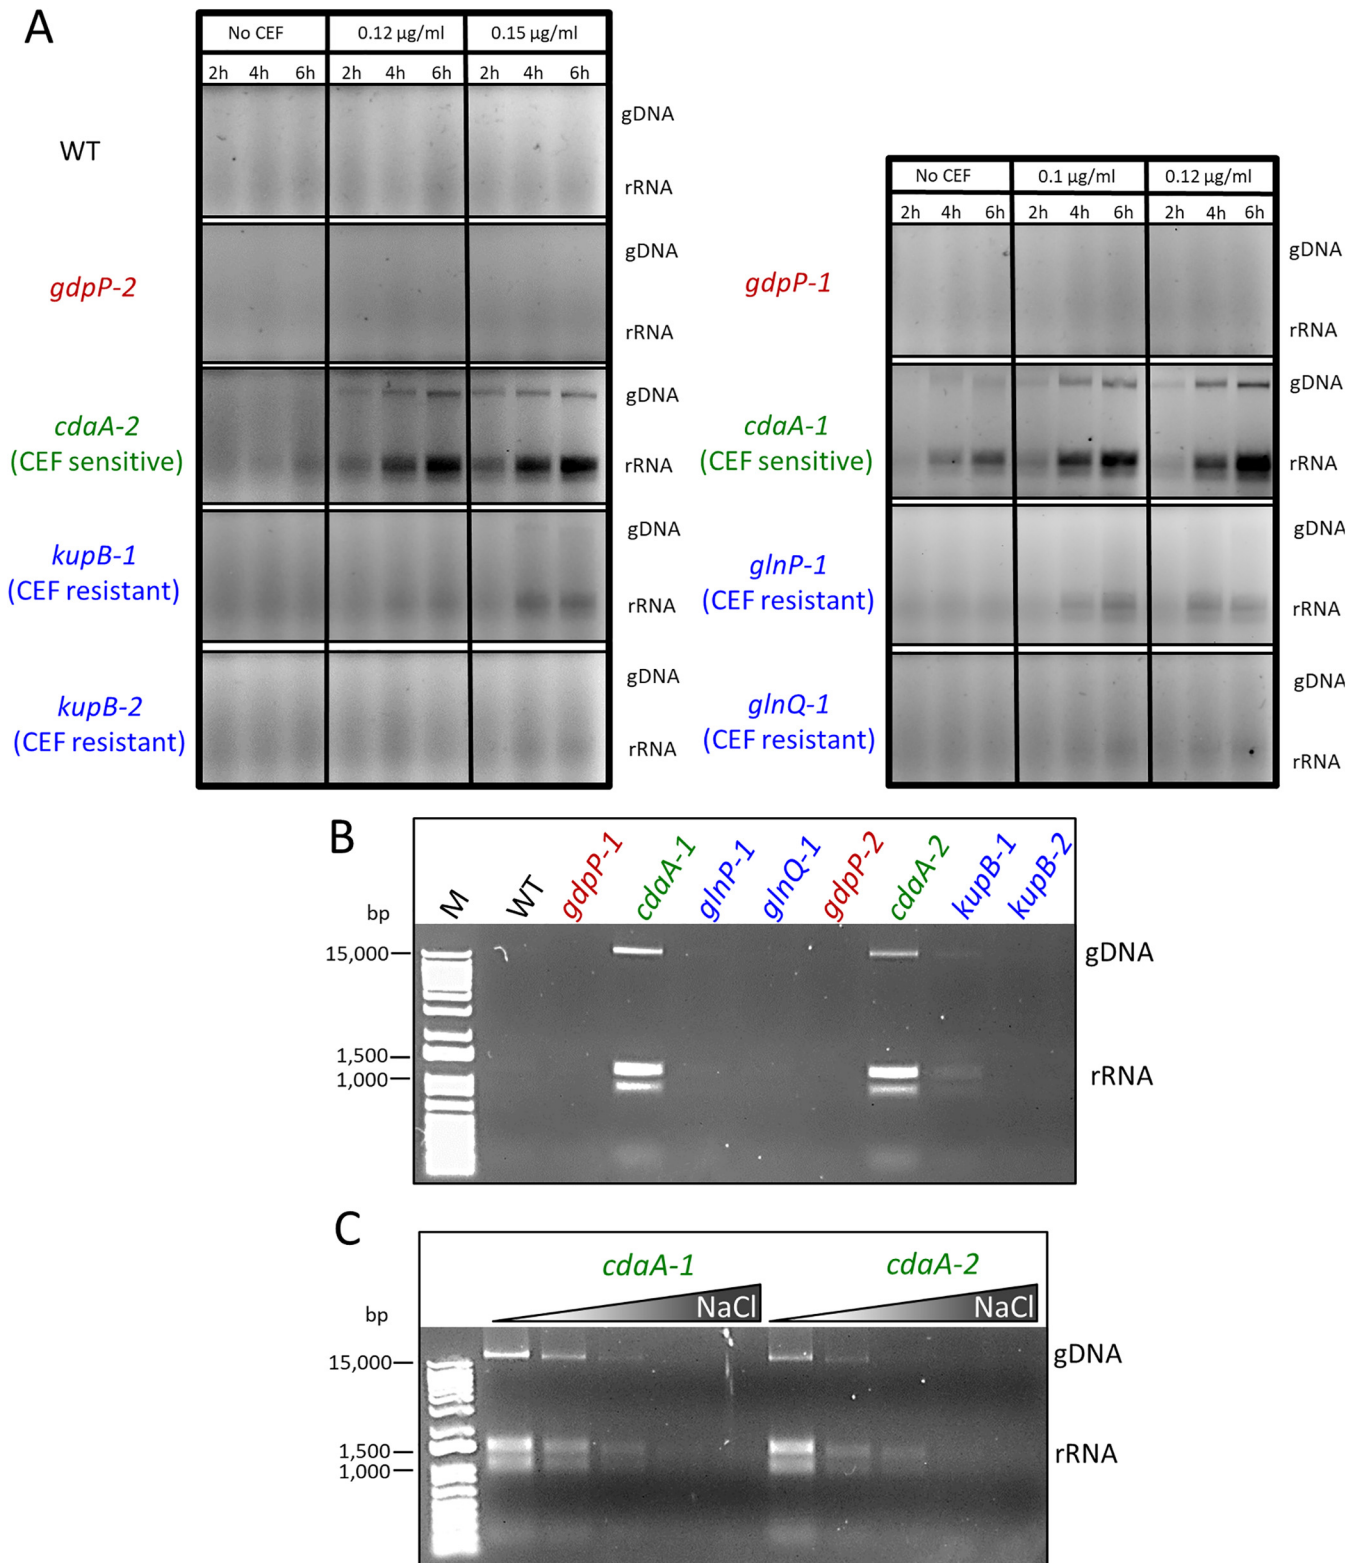 A
No CEF 0.12 µg/ml 0.15 µg/ml
2h 4h 6h 2h 4h 6h 2h 4h 6h
WT
gDNA
rRNA
gdpP-2
gDNA
rRNA
cdaA-2
(CEF sensitive)
gDNA
rRNA
kupB-1
(CEF resistant)
gDNA
rRNA
kupB-2
(CEF resistant)
gDNA
rRNA
No CEF 0.1 µg/ml 0.12 µg/ml
2h 4h 6h 2h 4h 6h 2h 4h 6h
gdpP-1
gDNA
rRNA
cdaA-1
(CEF sensitive)
gDNA
rRNA
glnP-1
(CEF resistant)
gDNA
rRNA
glnQ-1
(CEF resistant)
gDNA
rRNA
B
M WT gdpP-1 cdaA-1 glnP-1 glnQ-1 gdpP-2 cdaA-2 kupB-1 kupB-2
bp
15,000
gDNA
1,500
1,000
rRNA
C
cdaA-1 cdaA-2
NaCl NaCl
bp
15,000
gDNA
1,500
rRNA
1,000